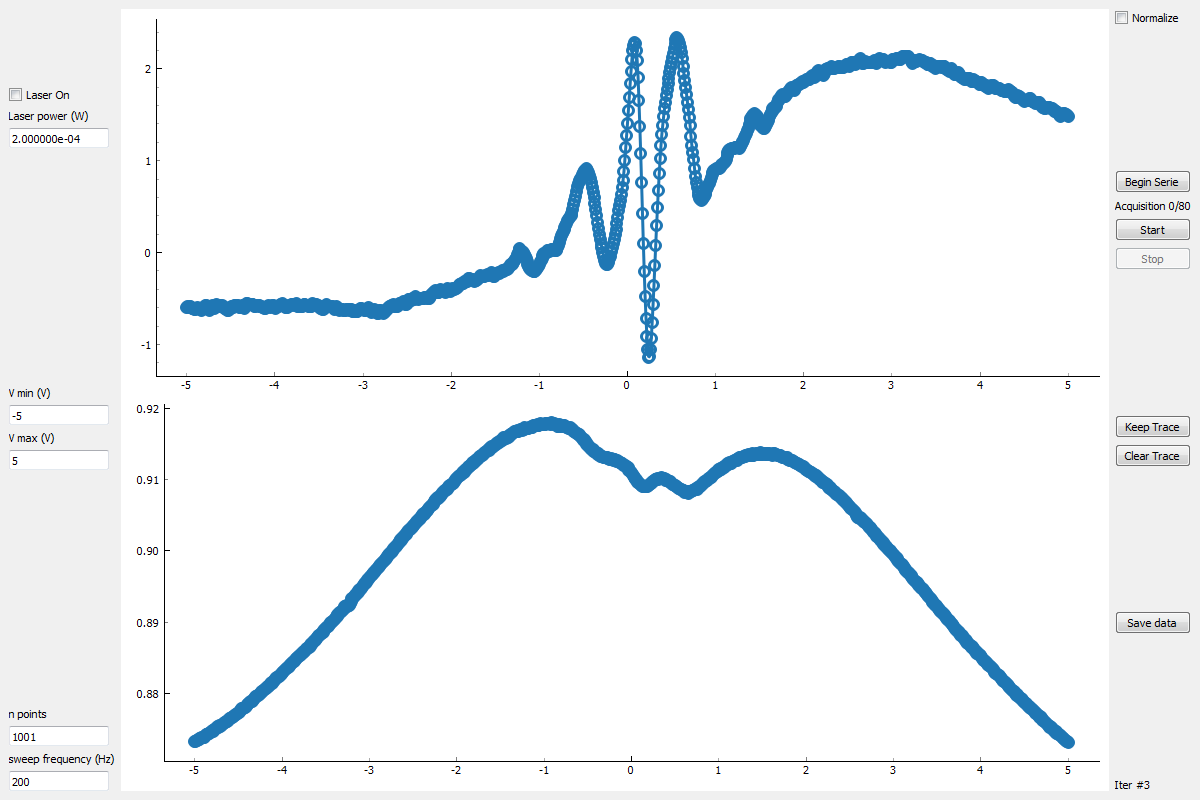 Laser On
Laser power (W)
2.000000e-04
V min (V)
-5
V max (V)
5
n points
1001
sweep frequency (Hz)
200
2
1
0
-1
-5 -4 -3 -2 -1 0 1 2 3 4 5
0.92
0.91
0.90
0.89
0.88
-5 -4 -3 -2 -1 0 1 2 3 4 5
Normalize
Begin Serie
Acquisition 0/80
Start
Stop
Keep Trace
Clear Trace
Save data
Iter #3